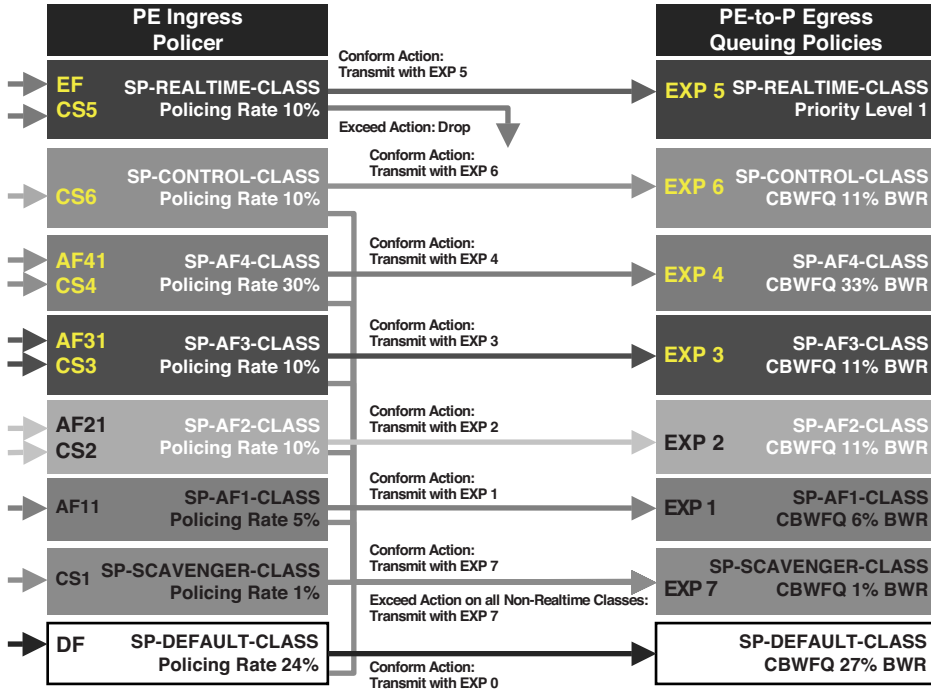 PE Ingress
Policer
PE-to-P Egress
Queuing Policies
Conform Action:
Transmit with EXP 5
EF SP-REALTIME-CLASS
CS5 Policing Rate 10%
EXP 5 SP-REALTIME-CLASS
Priority Level 1
Exceed Action: Drop
Conform Action:
Transmit with EXP 6
SP-CONTROL-CLASS
CS6 Policing Rate 10%
EXP 6 SP-CONTROL-CLASS
CBWFQ 11% BWR
Conform Action:
Transmit with EXP 4
AF41 SP-AF4-CLASS
CS4 Policing Rate 30%
EXP 4 SP-AF4-CLASS
CBWFQ 33% BWR
Conform Action:
Transmit with EXP 3
AF31 SP-AF3-CLASS
CS3 Policing Rate 10%
EXP 3 SP-AF3-CLASS
CBWFQ 11% BWR
Conform Action:
Transmit with EXP 2
AF21 SP-AF2-CLASS
CS2 Policing Rate 10%
EXP 2 SP-AF2-CLASS
CBWFQ 11% BWR
Conform Action:
Transmit with EXP 1
AF11 SP-AF1-CLASS
Policing Rate 5%
EXP 1 SP-AF1-CLASS
CBWFQ 6% BWR
Conform Action:
Transmit with EXP 7
CS1 SP-SCAVENGER-CLASS
Policing Rate 1%
SP-SCAVENGER-CLASS
EXP 7 CBWFQ 1% BWR
Exceed Action on all Non-Realtime Classes:
Transmit with EXP 7
DF SP-DEFAULT-CLASS
Policing Rate 24%
SP-DEFAULT-CLASS
CBWFQ 27% BWR
Conform Action:
Transmit with EXP 0